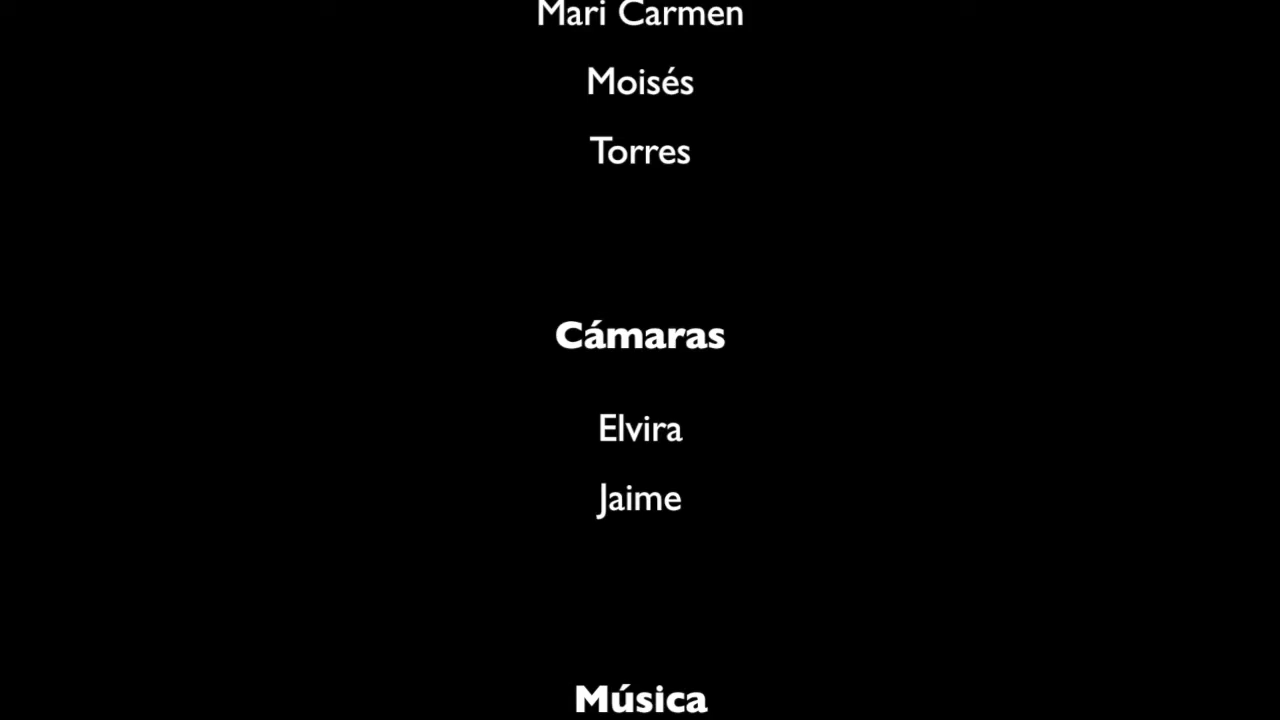 Mari Carmen
Moisés
Torres
Cámaras
Elvira
Jaime
Música